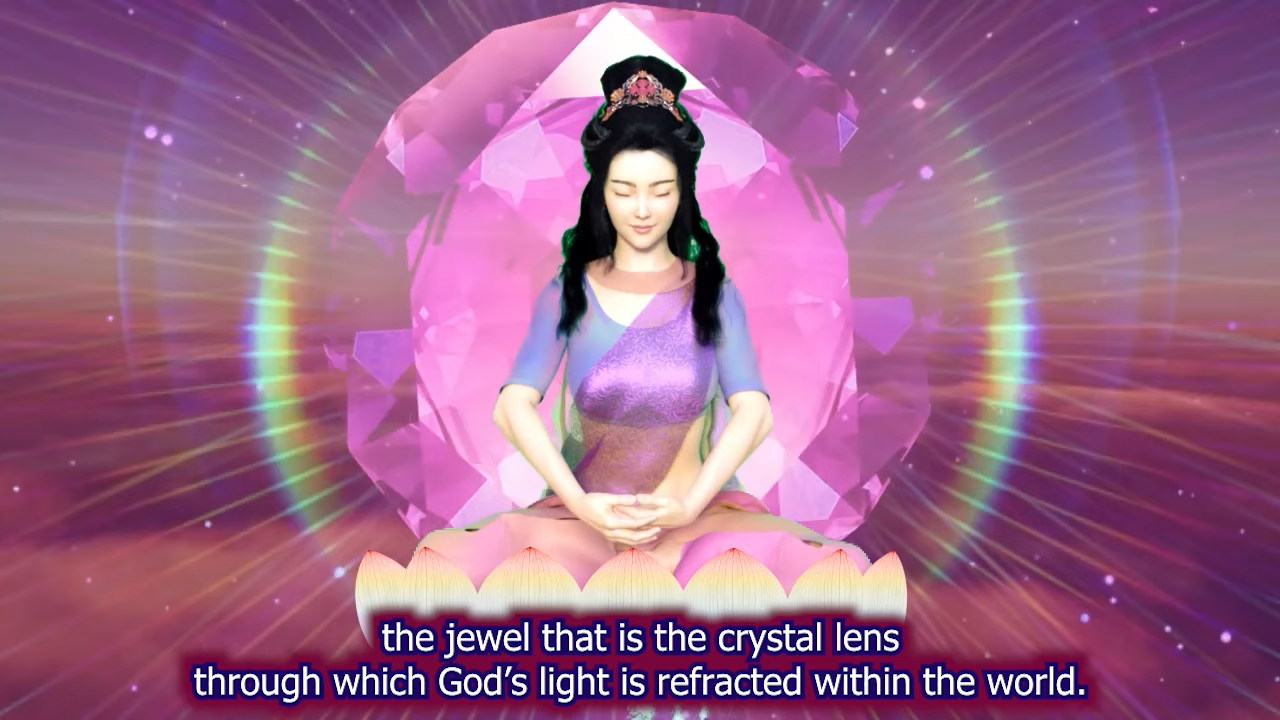 the jewel that is the crystal lens
through which God’s light is refracted within the world.